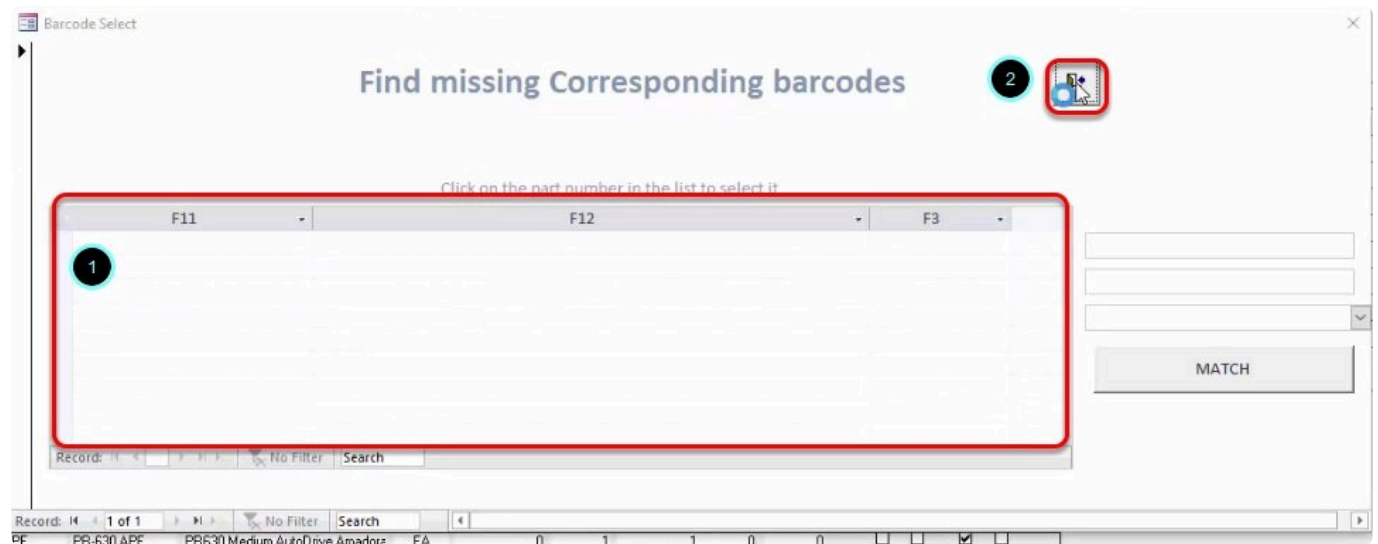 Barcode Select
Find missing Corresponding barcodes
2
Click on the part number in the list to select it
F11 F12 F3
1
MATCH
Record: No Filter Search
Record: 1 of 1 No Filter Search
PB-630 APF PB630 Medium AutoDrive EA 0 1 1 0 0